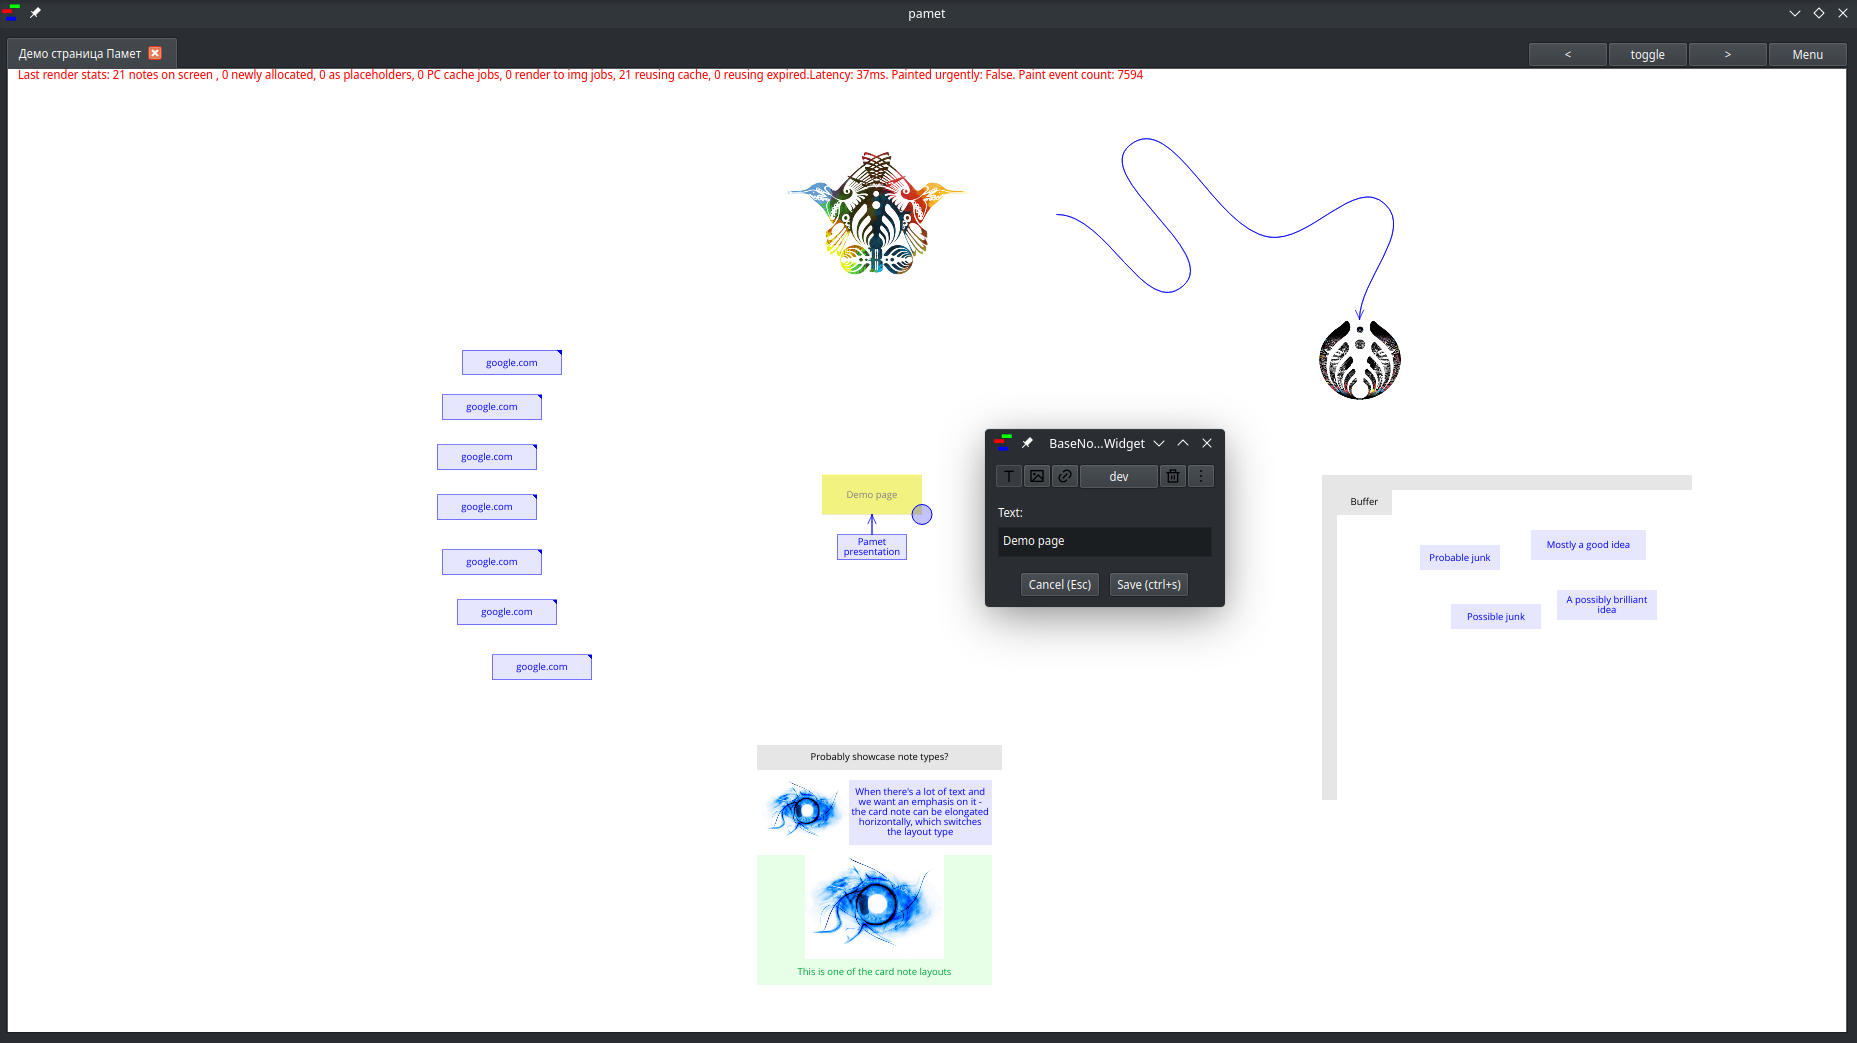 pamet
Демо страница Памет
< toggle > Menu
Last render stats: 21 notes on screen , 0 newly allocated, 0 as placeholders, 0 PC cache jobs, 0 render to img jobs, 21 reusing cache, 0 reusing expired.Latency: 37ms. Painted urgently: False. Paint event count: 7594
google.com
google.com
google.com
google.com
google.com
google.com
google.com
Demo page
Pamet
presentation
BaseNo...Widget
T dev
Text:
Demo page
Cancel (Esc) Save (ctrl+s)
Buffer
Mostly a good idea
Probable junk
A possibly brilliant
idea
Possible junk
Probably showcase note types?
When there's a lot of text and
we want an emphasis on it -
the card note can be elongated
horizontally, which switches
the layout type
This is one of the card note layouts